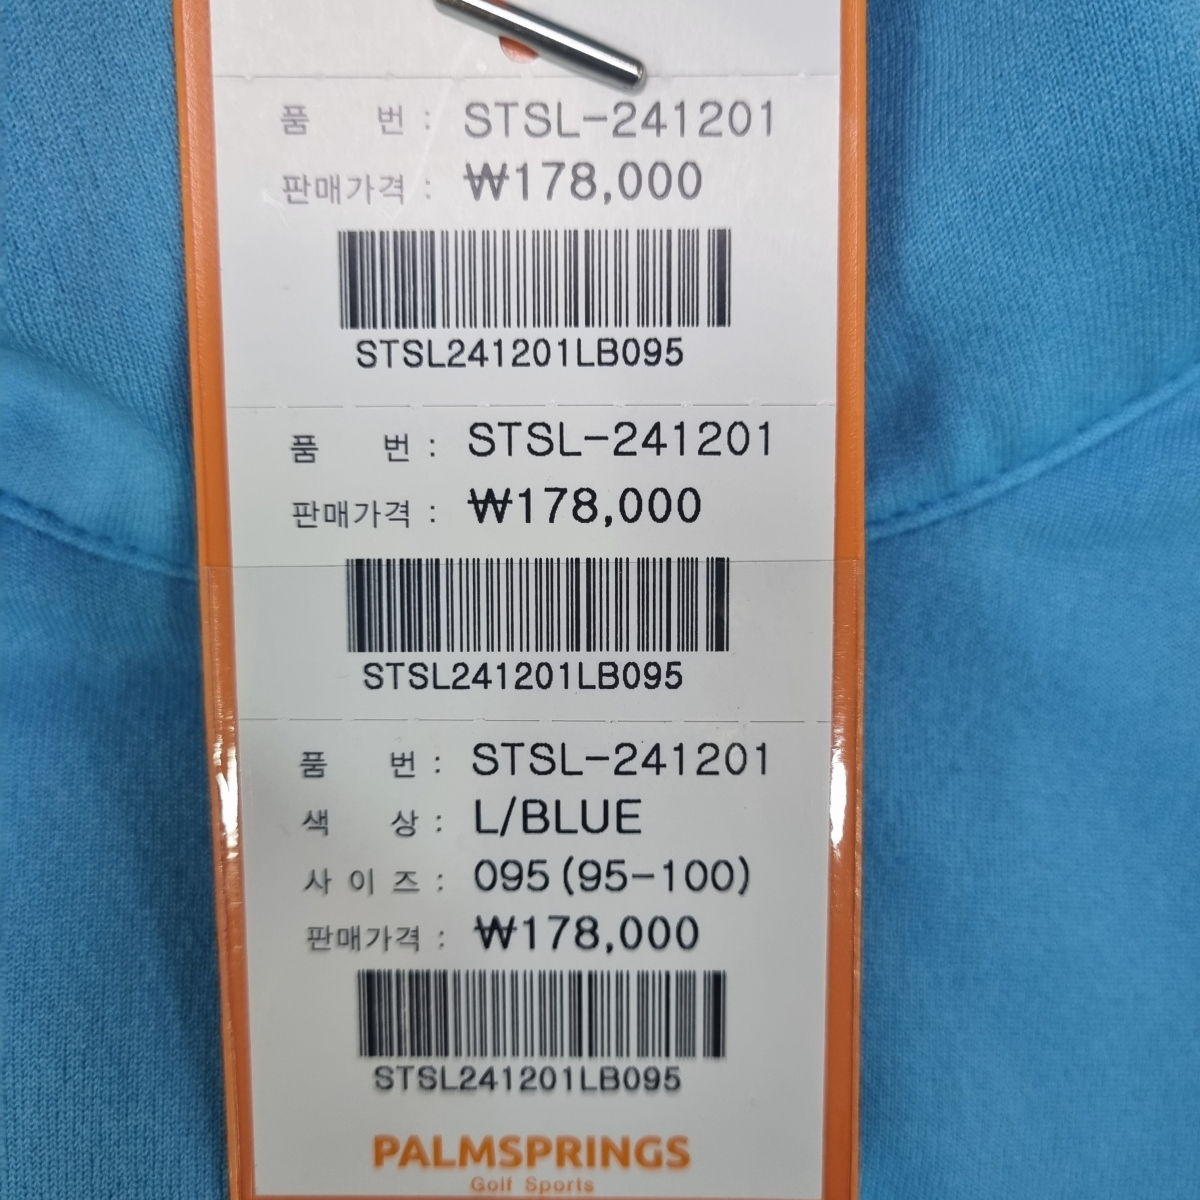 품 번 : STSL-241201
판매가격 : ₩178,000
STSL241201LB095
품 번 : STSL-241201
판매가격 : ₩178,000
STSL241201LB095
품 번 : STSL-241201
색 상 : L/BLUE
사 이 즈 : 095(95-100)
판매가격 : ₩178,000
STSL241201LB095
PALMSPRINGS
Golf Sports